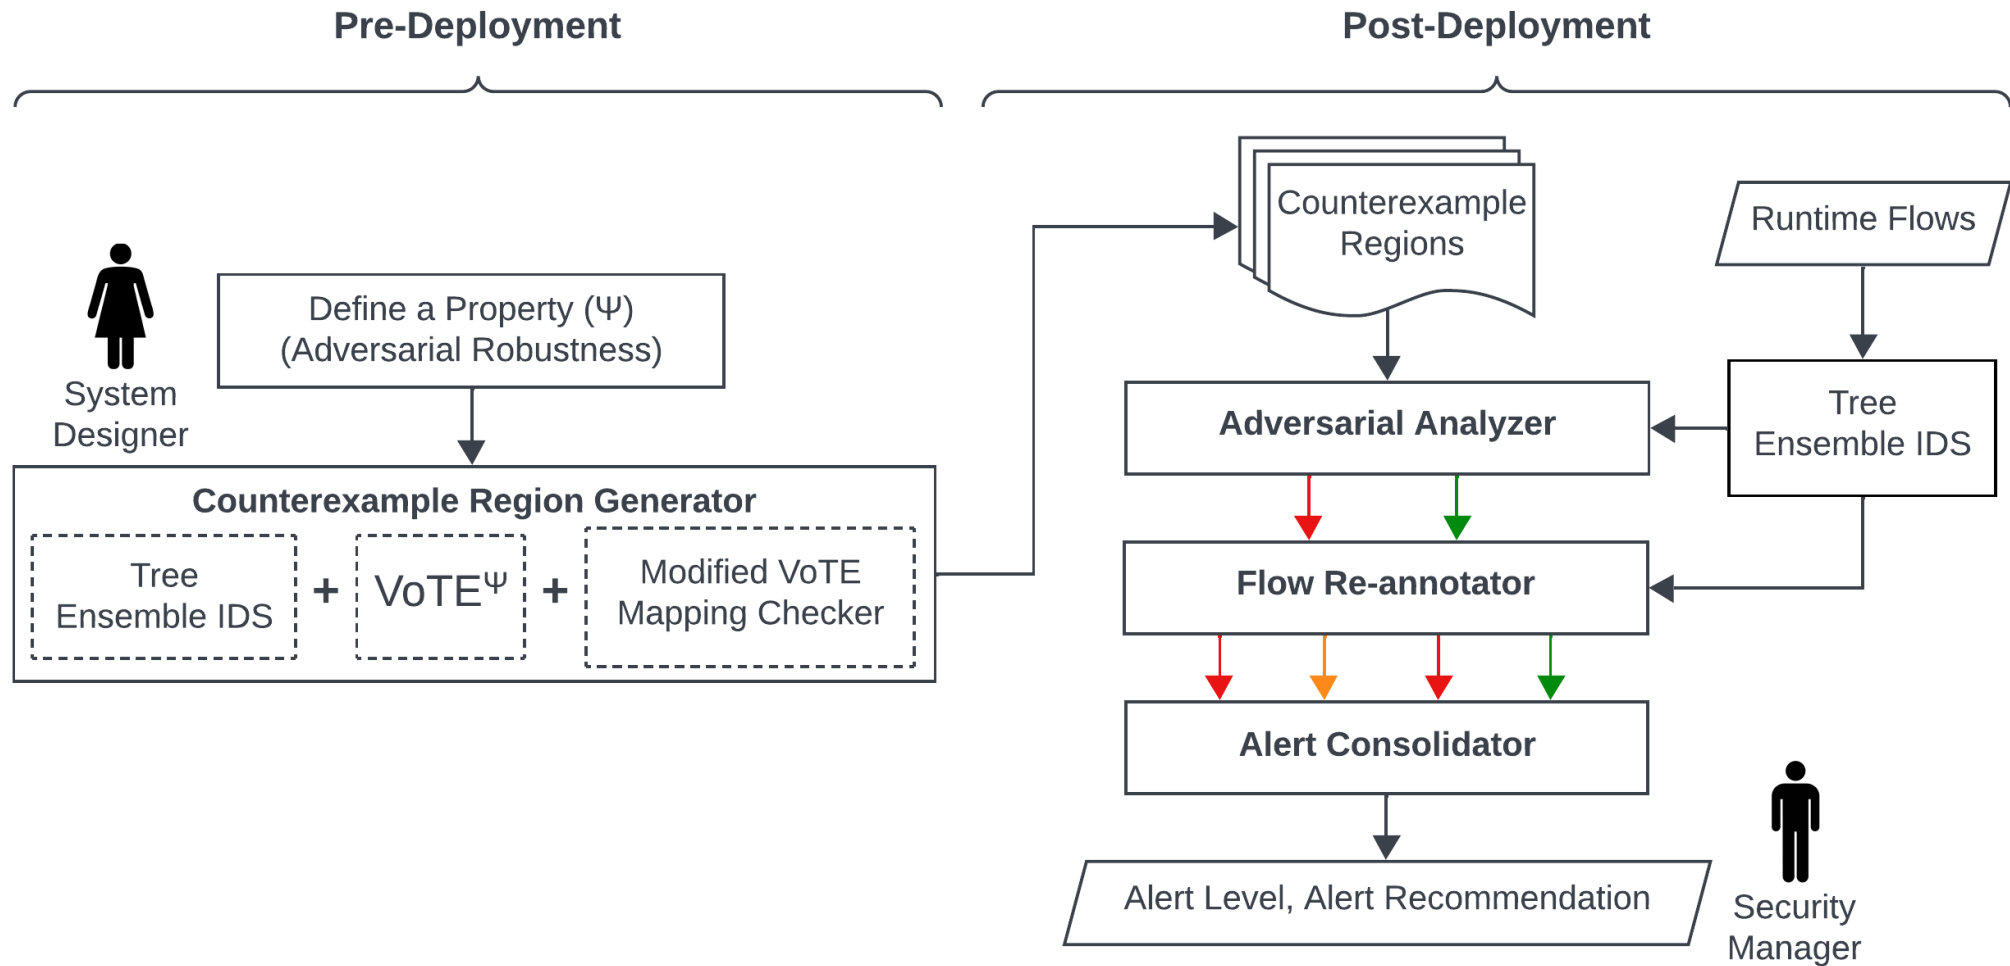 Pre-Deployment
Post-Deployment
System
Designer
Define a Property (Ψ)
(Adversarial Robustness)
Counterexample Region Generator
Tree
Ensemble IDS
+
VoTE^Ψ
+
Modified VoTE
Mapping Checker
Counterexample
Regions
Runtime Flows
Adversarial Analyzer
Tree
Ensemble IDS
Flow Re-annotator
Alert Consolidator
Alert Level, Alert Recommendation
Security
Manager